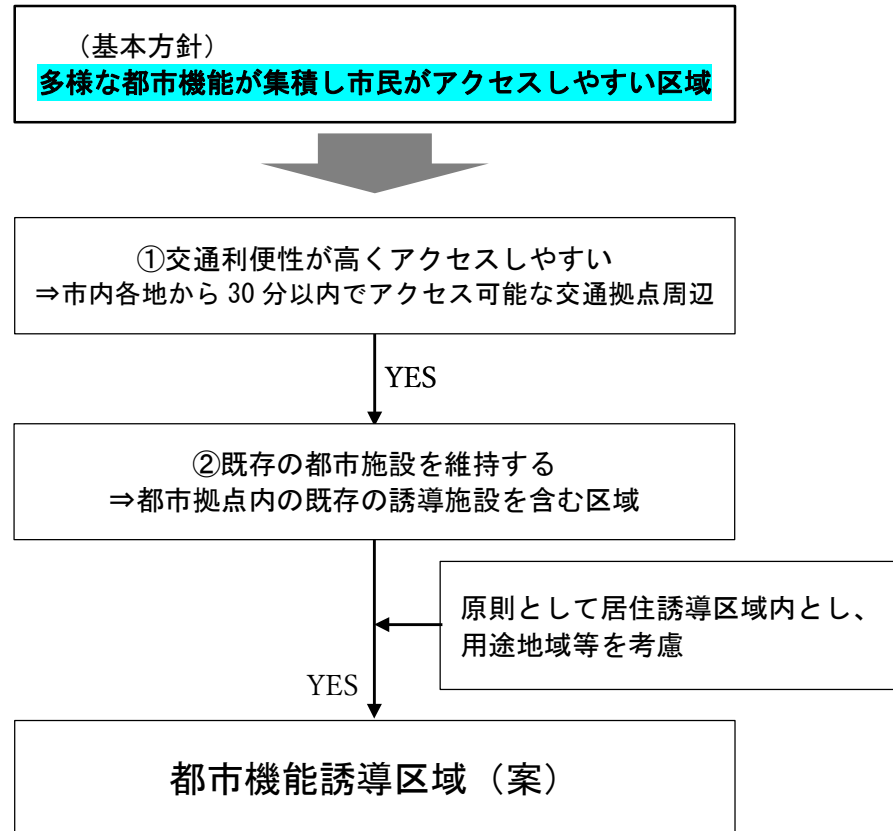 （基本方針）
多様な都市機能が集積し市民がアクセスしやすい区域
①交通利便性が高くアクセスしやすい
⇒市内各地から 30 分以内でアクセス可能な交通拠点周辺
YES
②既存の都市施設を維持する
⇒都市拠点内の既存の誘導施設を含む区域
原則として居住誘導区域内とし、
用途地域等を考慮
YES
都市機能誘導区域（案）